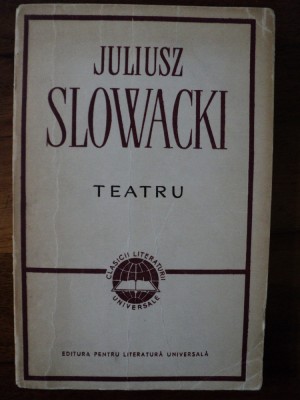 JULIUSZ
SLOWACKI
TEATRU
CLASICII LITERATURII
UNIVERSALE
EDITURA PENTRU LITERATURĂ UNIVERSALĂ